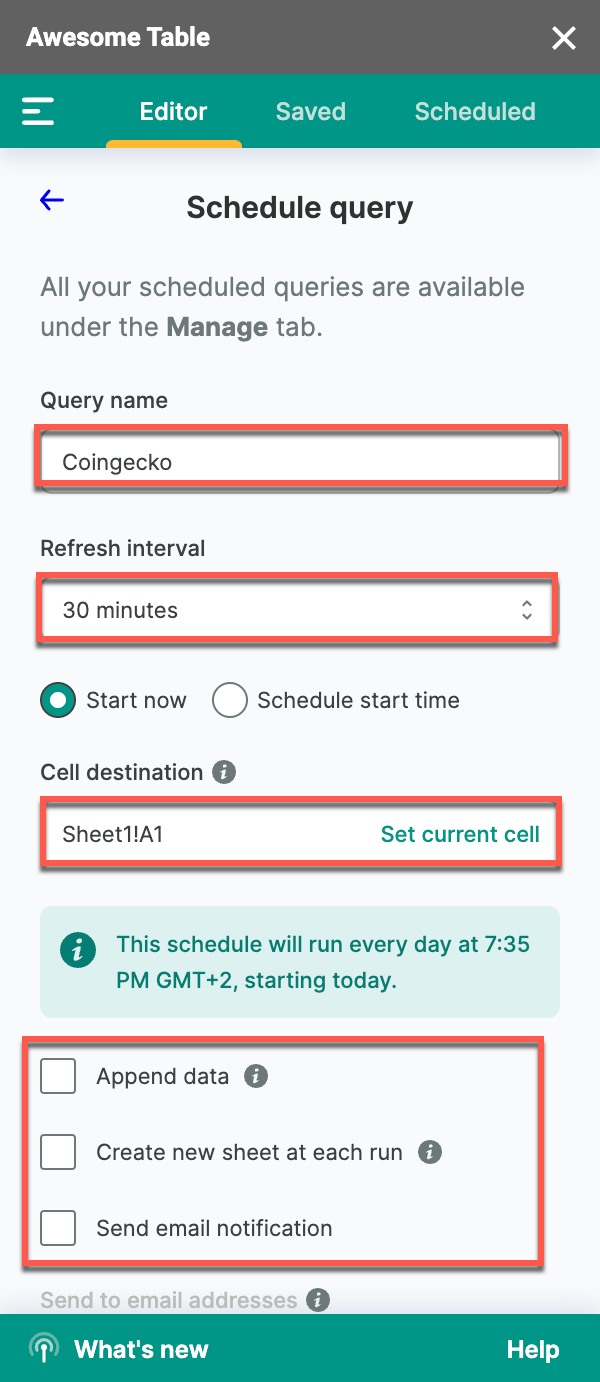 Awesome Table
Editor Saved Scheduled
Schedule query
All your scheduled queries are available
under the Manage tab.
Query name
Coingecko
Refresh interval
30 minutes
Start now Schedule start time
Cell destination
Sheet1!A1 Set current cell
This schedule will run every day at 7:35
PM GMT+2, starting today.
Append data
Create new sheet at each run
Send email notification
Send to email addresses
What's new Help